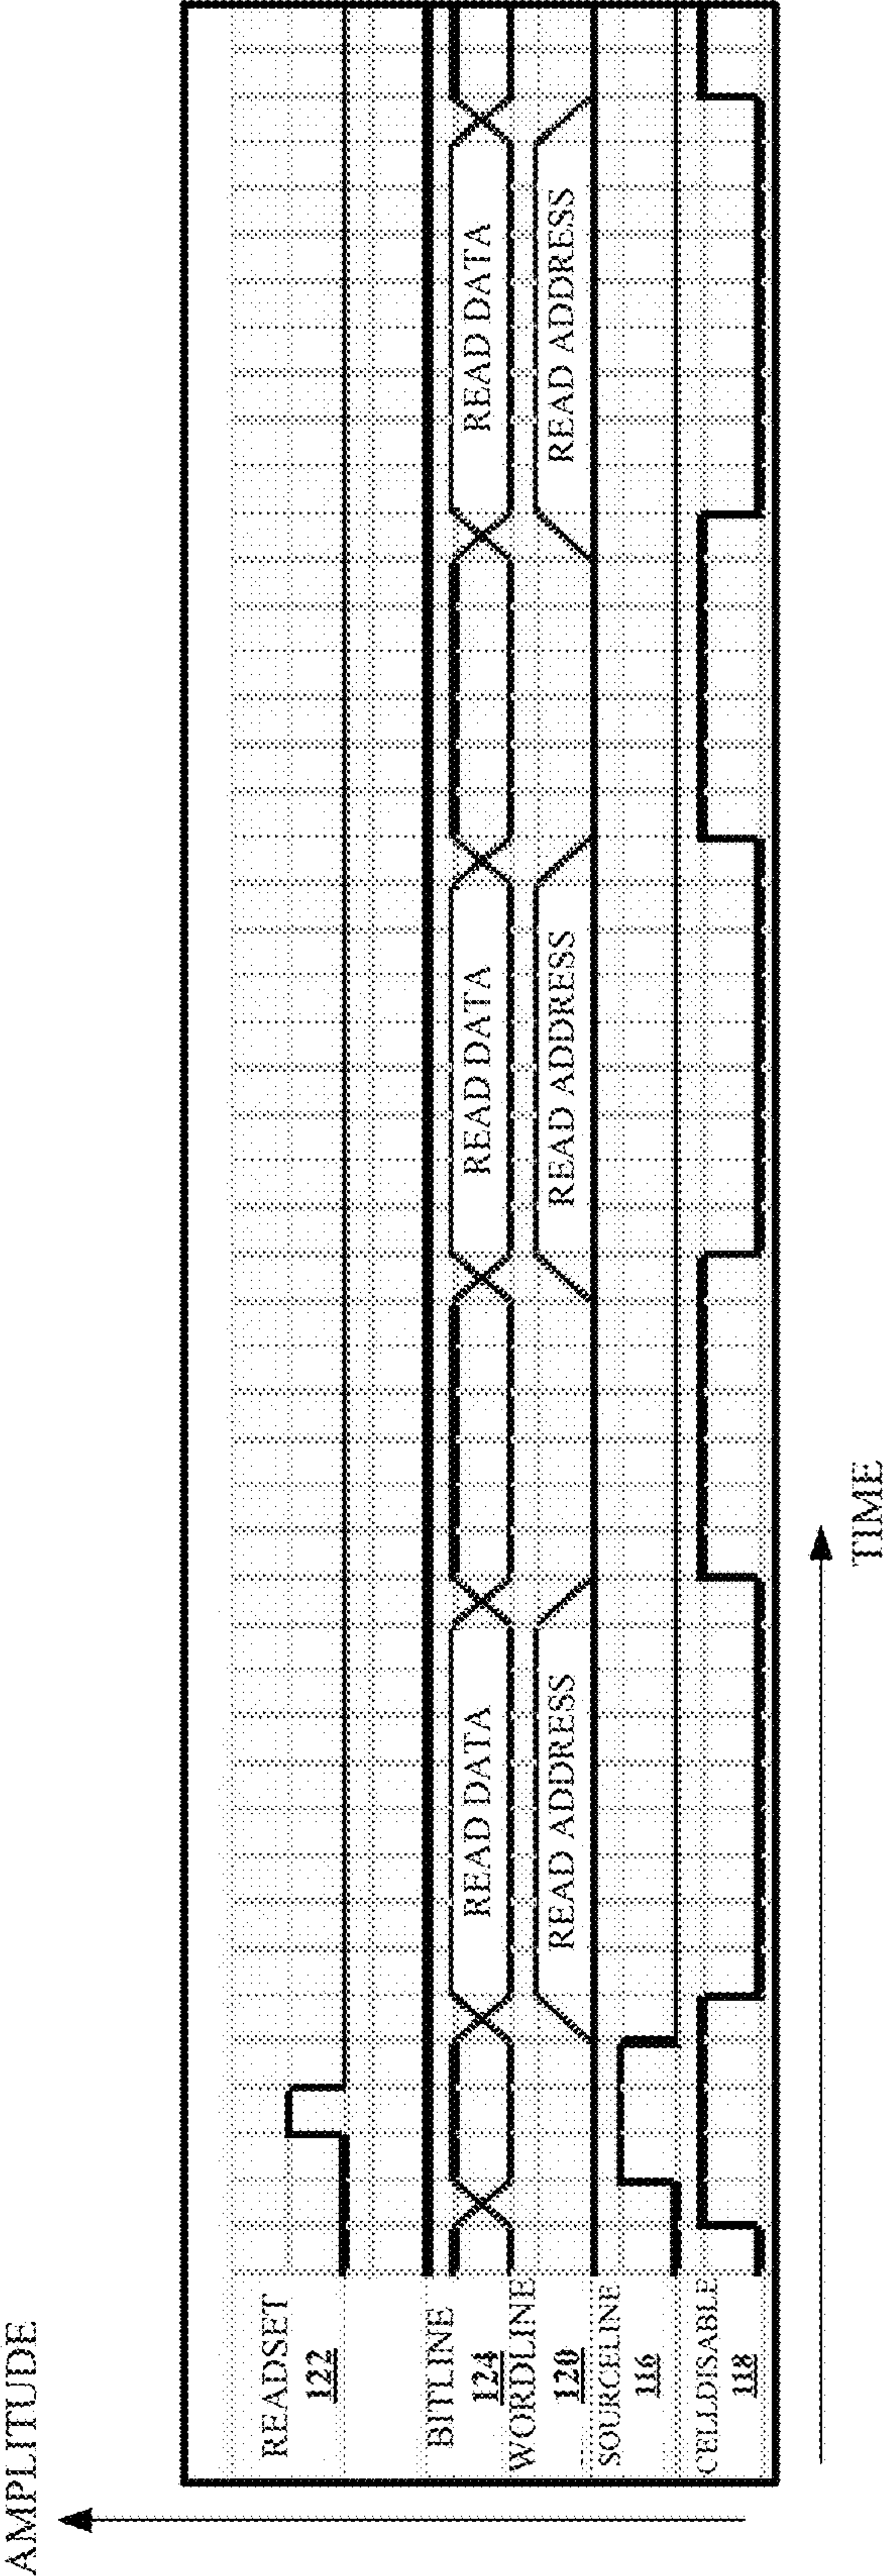 AMPLITUDE
READSET
122
BITLINE
124
READ DATA
READ DATA
READ DATA
WORDLINE
120
READ ADDRESS
READ ADDRESS
READ ADDRESS
SOURCELINE
116
CELLDISABLE
118
TIME